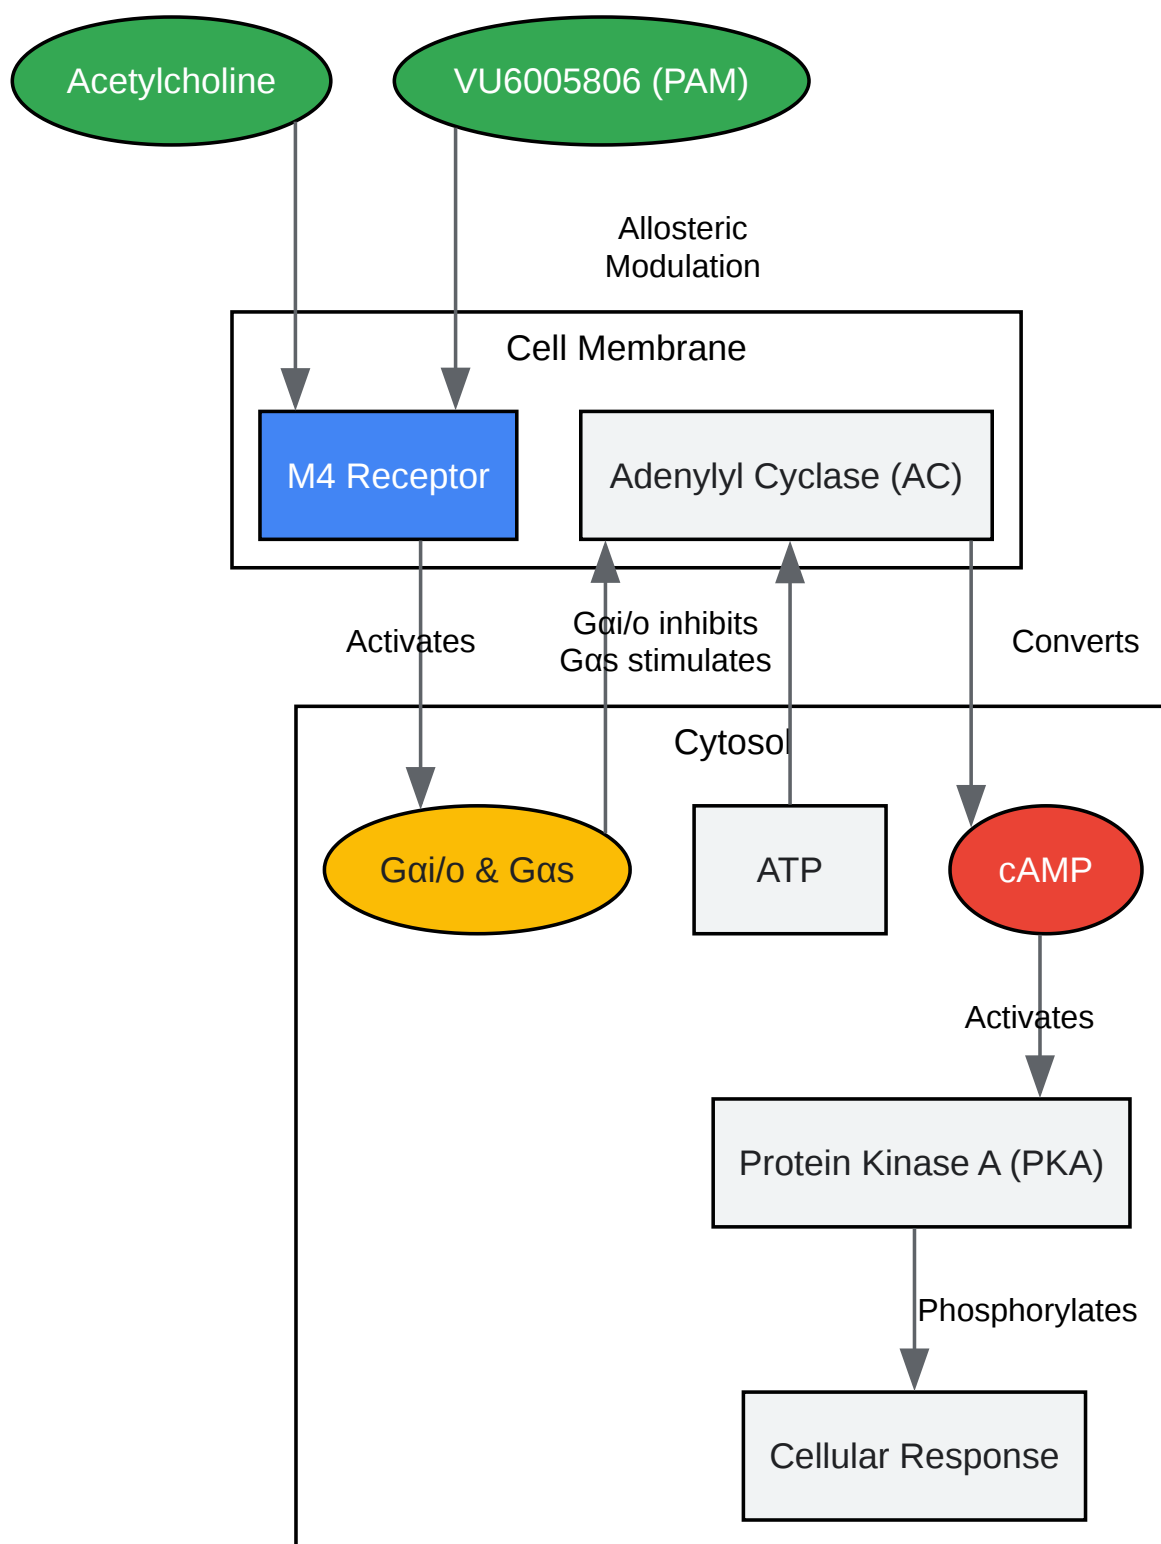 Acetylcholine
VU6005806 (PAM)
Allosteric
Modulation
Cell Membrane
M4 Receptor
Adenylyl Cyclase (AC)
Activates
Gαi/o inhibits
Gαs stimulates
Converts
Cytosol
Gαi/o & Gαs
ATP
cAMP
Activates
Protein Kinase A (PKA)
Phosphorylates
Cellular Response